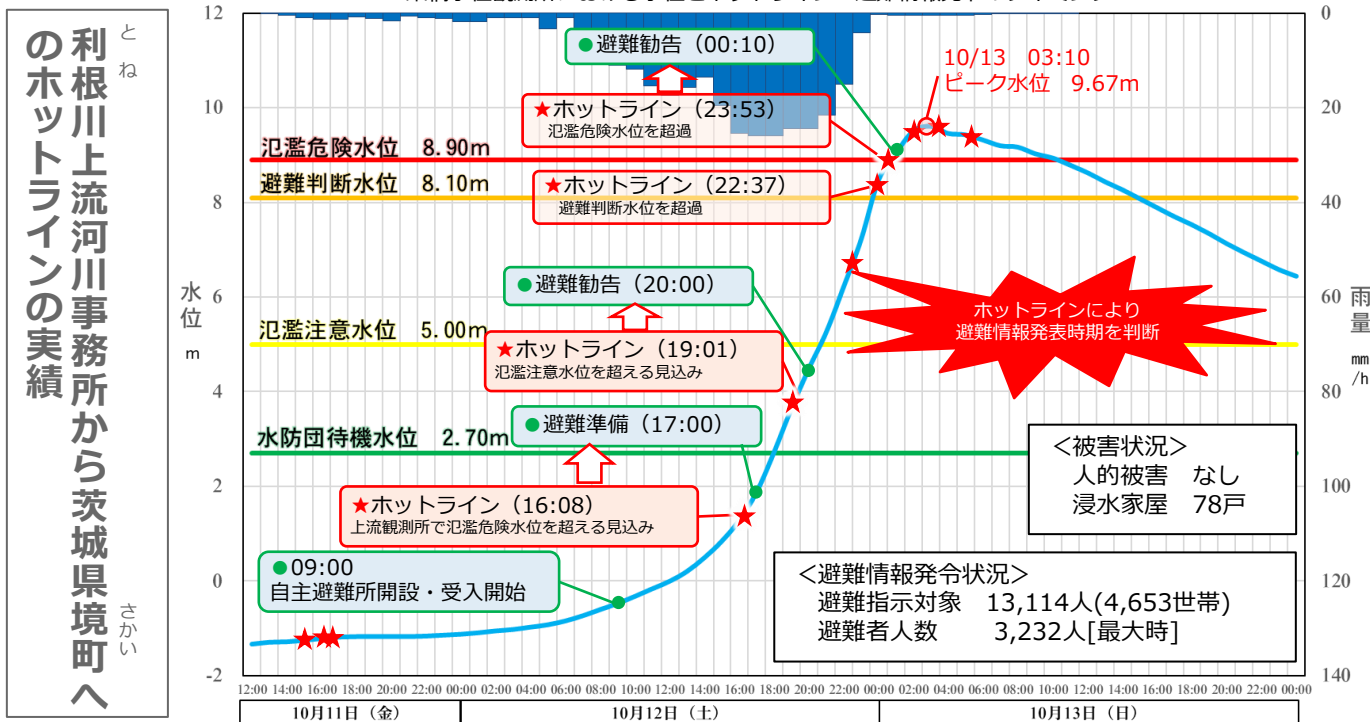 利根川上流河川事務所から茨城県境町へ
のホットラインの実績
とね
さかい
12
10
8
6
4
2
0
-2
水位
m
0
20
40
60
80
100
120
140
雨量
mm
/h
●避難勧告（00:10）
★ホットライン（23:53）
氾濫危険水位を超過
10/13　03:10
ピーク水位　9.67m
氾濫危険水位　8.90m
避難判断水位　8.10m
★ホットライン（22:37）
避難判断水位を超過
●避難勧告（20:00）
ホットラインにより
避難情報発表時期を判断
氾濫注意水位　5.00m
★ホットライン（19:01）
氾濫注意水位を超える見込み
●避難準備（17:00）
水防団待機水位　2.70m
＜被害状況＞
人的被害　なし
浸水家屋　78戸
★ホットライン（16:08）
上流観測所で氾濫危険水位を超える見込み
●09:00
自主避難所開設・受入開始
＜避難情報発令状況＞
避難指示対象　13,114人(4,653世帯)
避難者人数　3,232人[最大時]
12:00 14:00 16:00 18:00 20:00 22:00 00:00 02:00 04:00 06:00 08:00 10:00 12:00 14:00 16:00 18:00 20:00 22:00 00:00 02:00 04:00 06:00 08:00 10:00 12:00 14:00 16:00 18:00 20:00 22:00 00:00
10月11日（金）　10月12日（土）　10月13日（日）